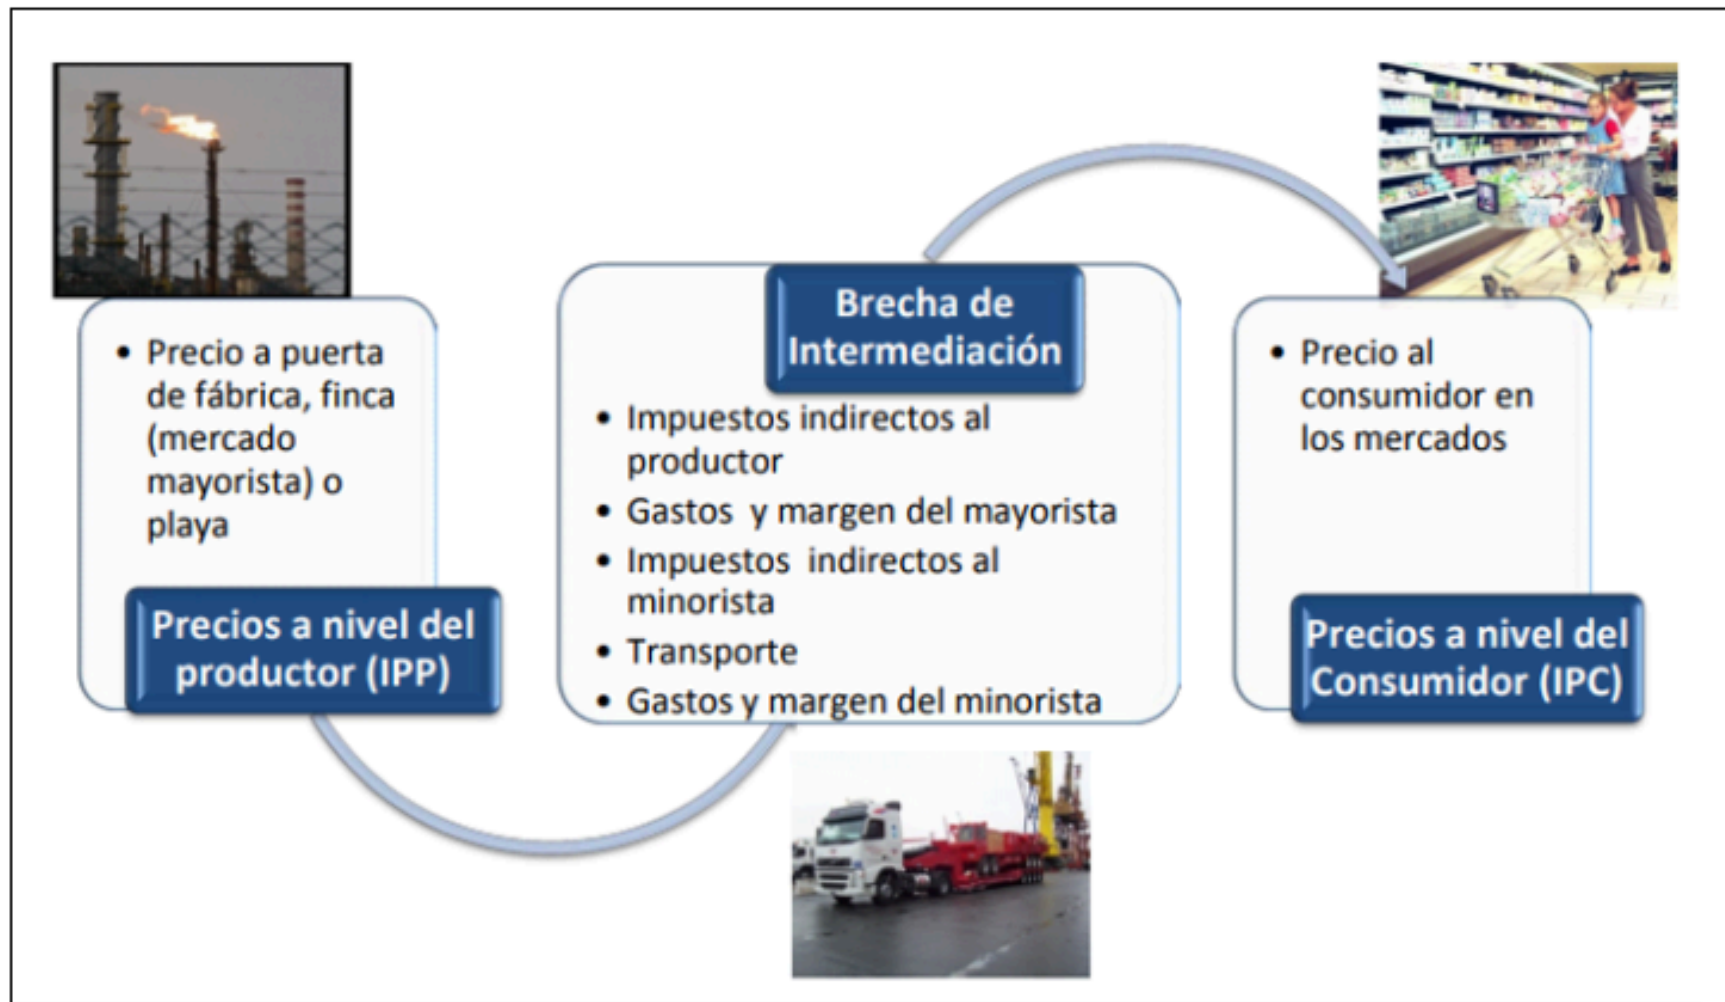 • Precio a puerta
de fábrica, finca
(mercado
mayorista) o
playa
Precios a nivel del
productor (IPP)
Brecha de
Intermediación
• Impuestos indirectos al
productor
• Gastos y margen del mayorista
• Impuestos indirectos al
minorista
• Transporte
• Gastos y margen del minorista
• Precio al
consumidor en
los mercados
Precios a nivel del
Consumidor (IPC)